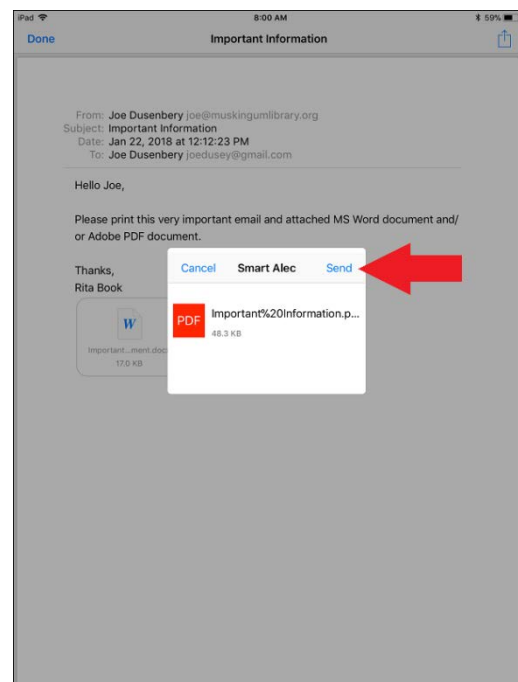 iPad 8:00 AM 59%
Done Important Information
From: Joe Dusenbery joe@muskingumlibrary.org
Subject: Important Information
Date: Jan 22, 2018 at 12:12:23 PM
To: Joe Dusenbery joedusey@gmail.com
Hello Joe,
Please print this very important email and attached MS Word document and/
or Adobe PDF document.
Thanks,
Rita Book
Cancel Smart Alec Send
PDF Important%20Information.p...
48.3 KB
W
Important...ment.doc
17.0 KB